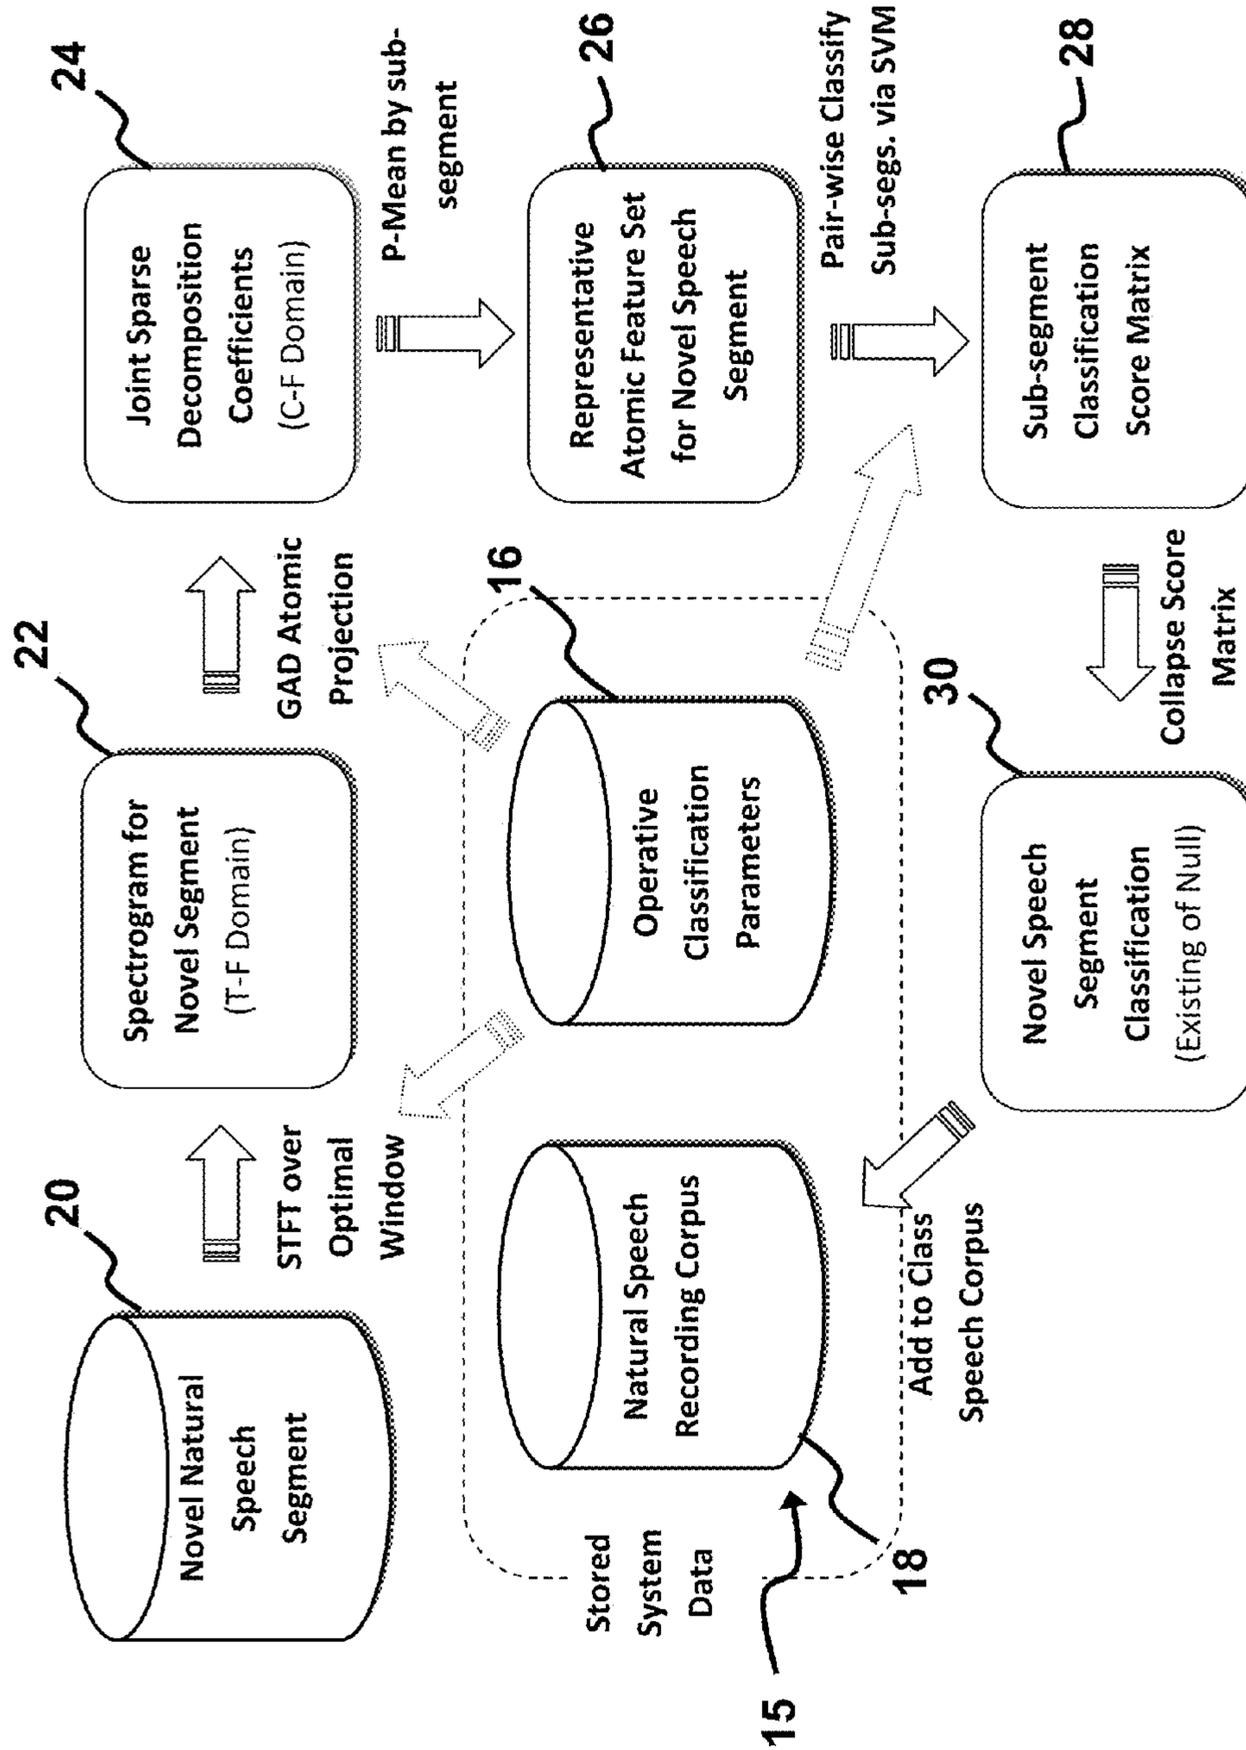 20
Novel Natural
Speech
Segment
STFT over
Optimal
Window
22
Spectrogram for
Novel Segment
(T-F Domain)
GAD Atomic
Projection
24
Joint Sparse
Decomposition
Coefficients
(C-F Domain)
P-Mean by sub-
segment
Stored
System
Data
15
18
Natural Speech
Recording Corpus
16
Operative
Classification
Parameters
26
Representative
Atomic Feature Set
for Novel Speech
Segment
Pair-wise Classify
Sub-segs. via SVM
Add to Class
Speech Corpus
30
Novel Speech
Segment
Classification
(Existing of Null)
Collapse Score
Matrix
28
Sub-segment
Classification
Score Matrix